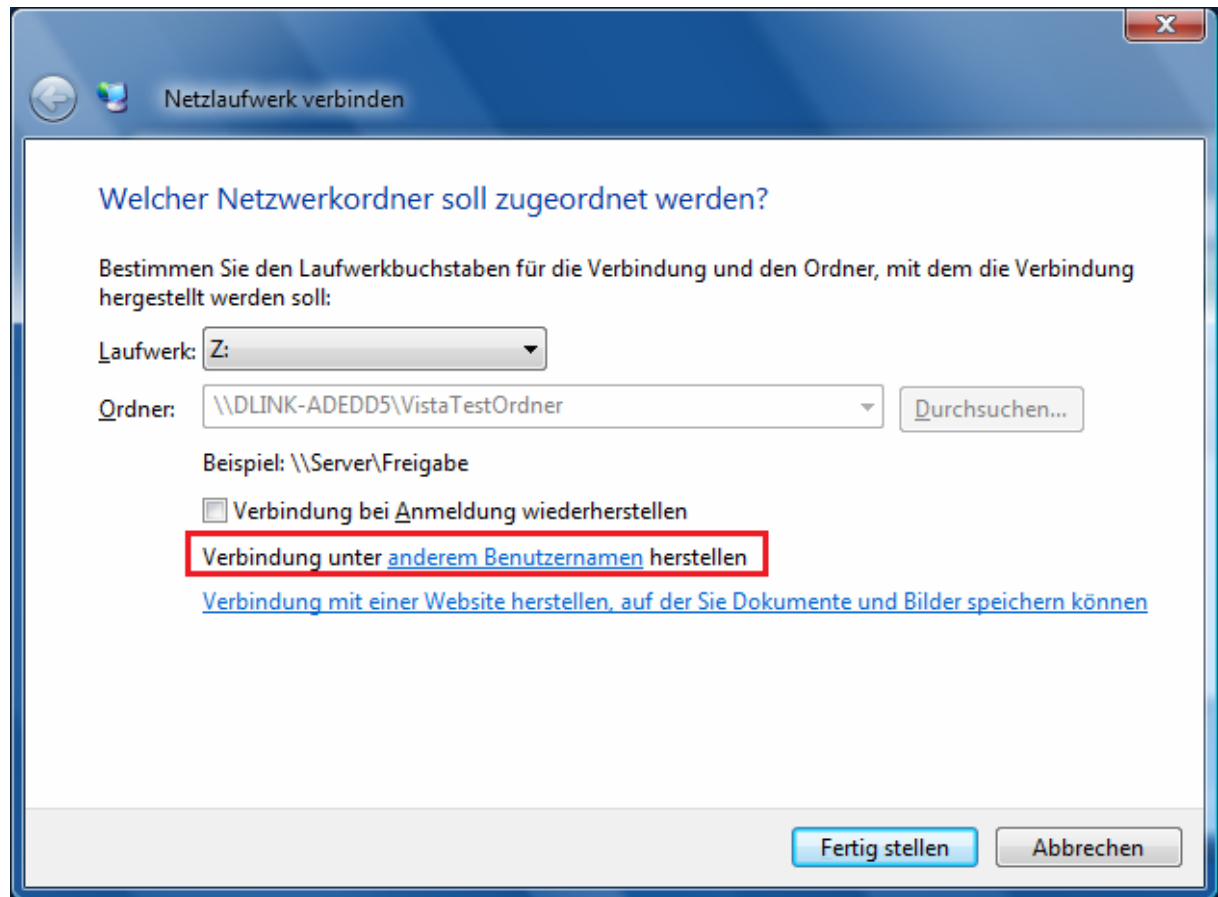 Netzlaufwerk verbinden
Welcher Netzwerkordner soll zugeordnet werden?
Bestimmen Sie den Laufwerkbuchstaben für die Verbindung und den Ordner, mit dem die Verbindung
hergestellt werden soll:
Laufwerk: Z:
Ordner: \\DLINK-ADEDD5\VistaTestOrdner Durchsuchen...
Beispiel: \\Server\Freigabe
Verbindung bei Anmeldung wiederherstellen
Verbindung unter anderem Benutzernamen herstellen
Verbindung mit einer Website herstellen, auf der Sie Dokumente und Bilder speichern können
Fertig stellen Abbrechen